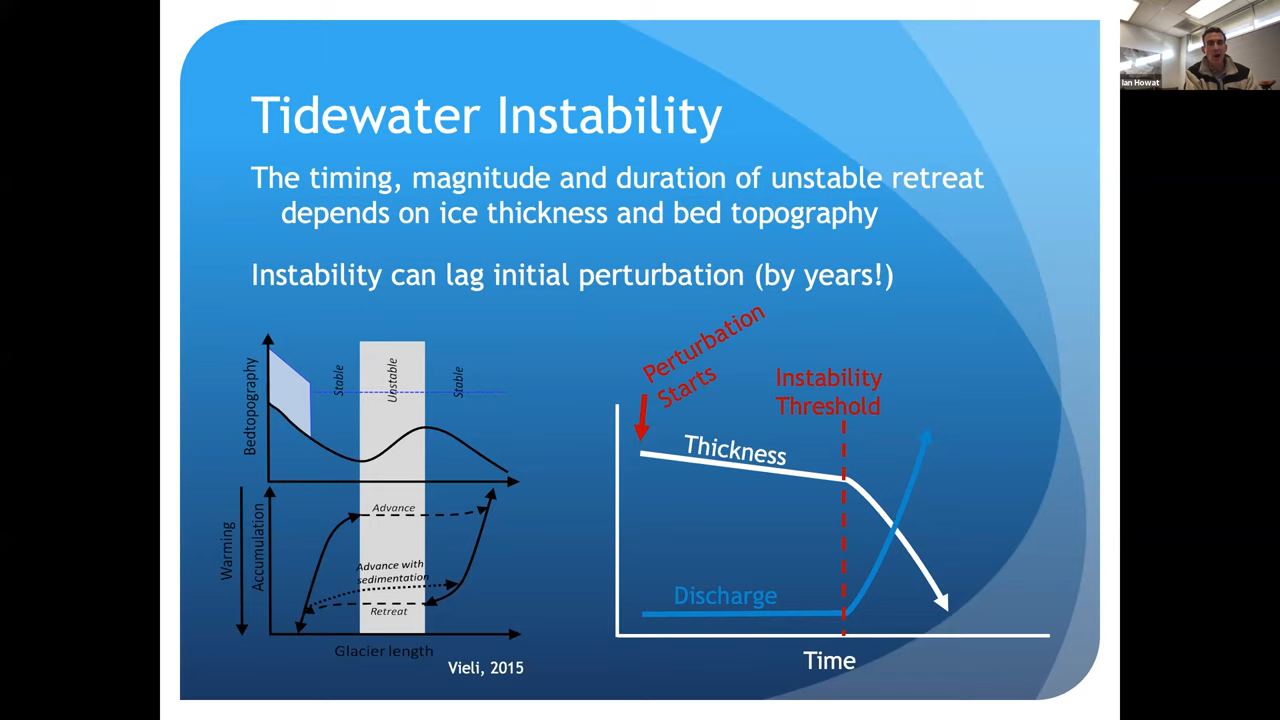 Ian Howat
Tidewater Instability
The timing, magnitude and duration of unstable retreat
depends on ice thickness and bed topography
Instability can lag initial perturbation (by years!)
Bedtopography
Stable
Unstable
Stable
Warming
Accumulation
Advance
Advance with
sedimentation
Retreat
Glacier length
Vieli, 2015
Perturbation
Starts
Instability
Threshold
Thickness
Discharge
Time